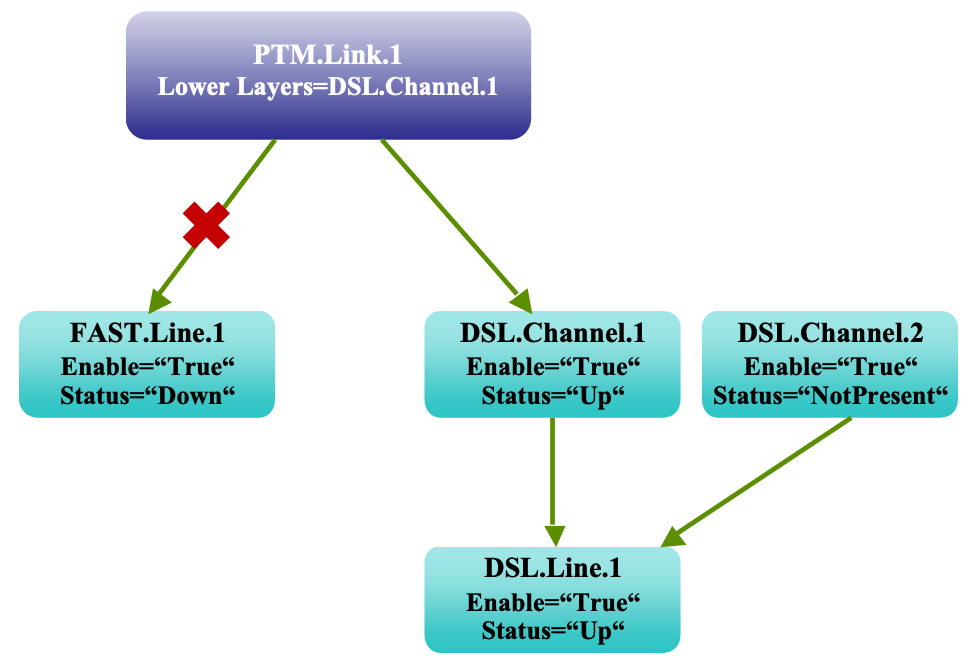 PTM.Link.1
Lower Layers=DSL.Channel.1
FAST.Line.1
Enable=“True“
Status=“Down“
DSL.Channel.1
Enable=“True“
Status=“Up“
DSL.Channel.2
Enable=“True“
Status=“NotPresent“
DSL.Line.1
Enable=“True“
Status=“Up“